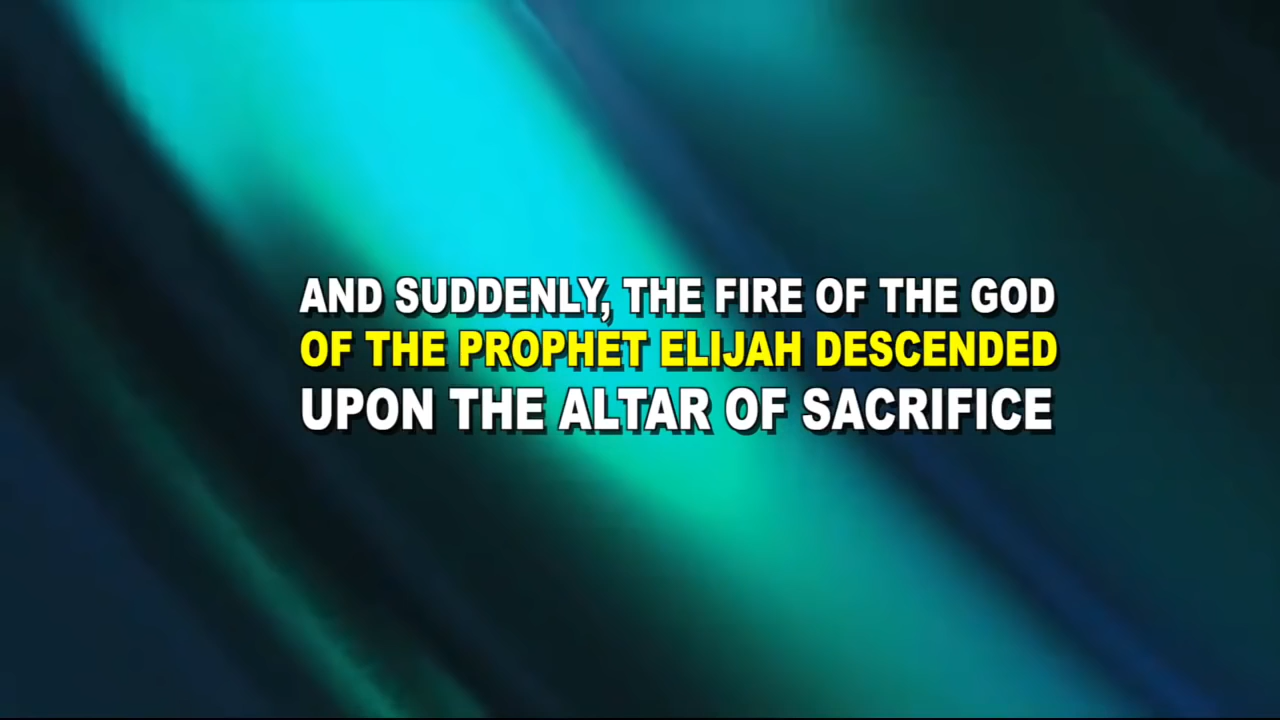 AND SUDDENLY, THE FIRE OF THE GOD
OF THE PROPHET ELIJAH DESCENDED
UPON THE ALTAR OF SACRIFICE